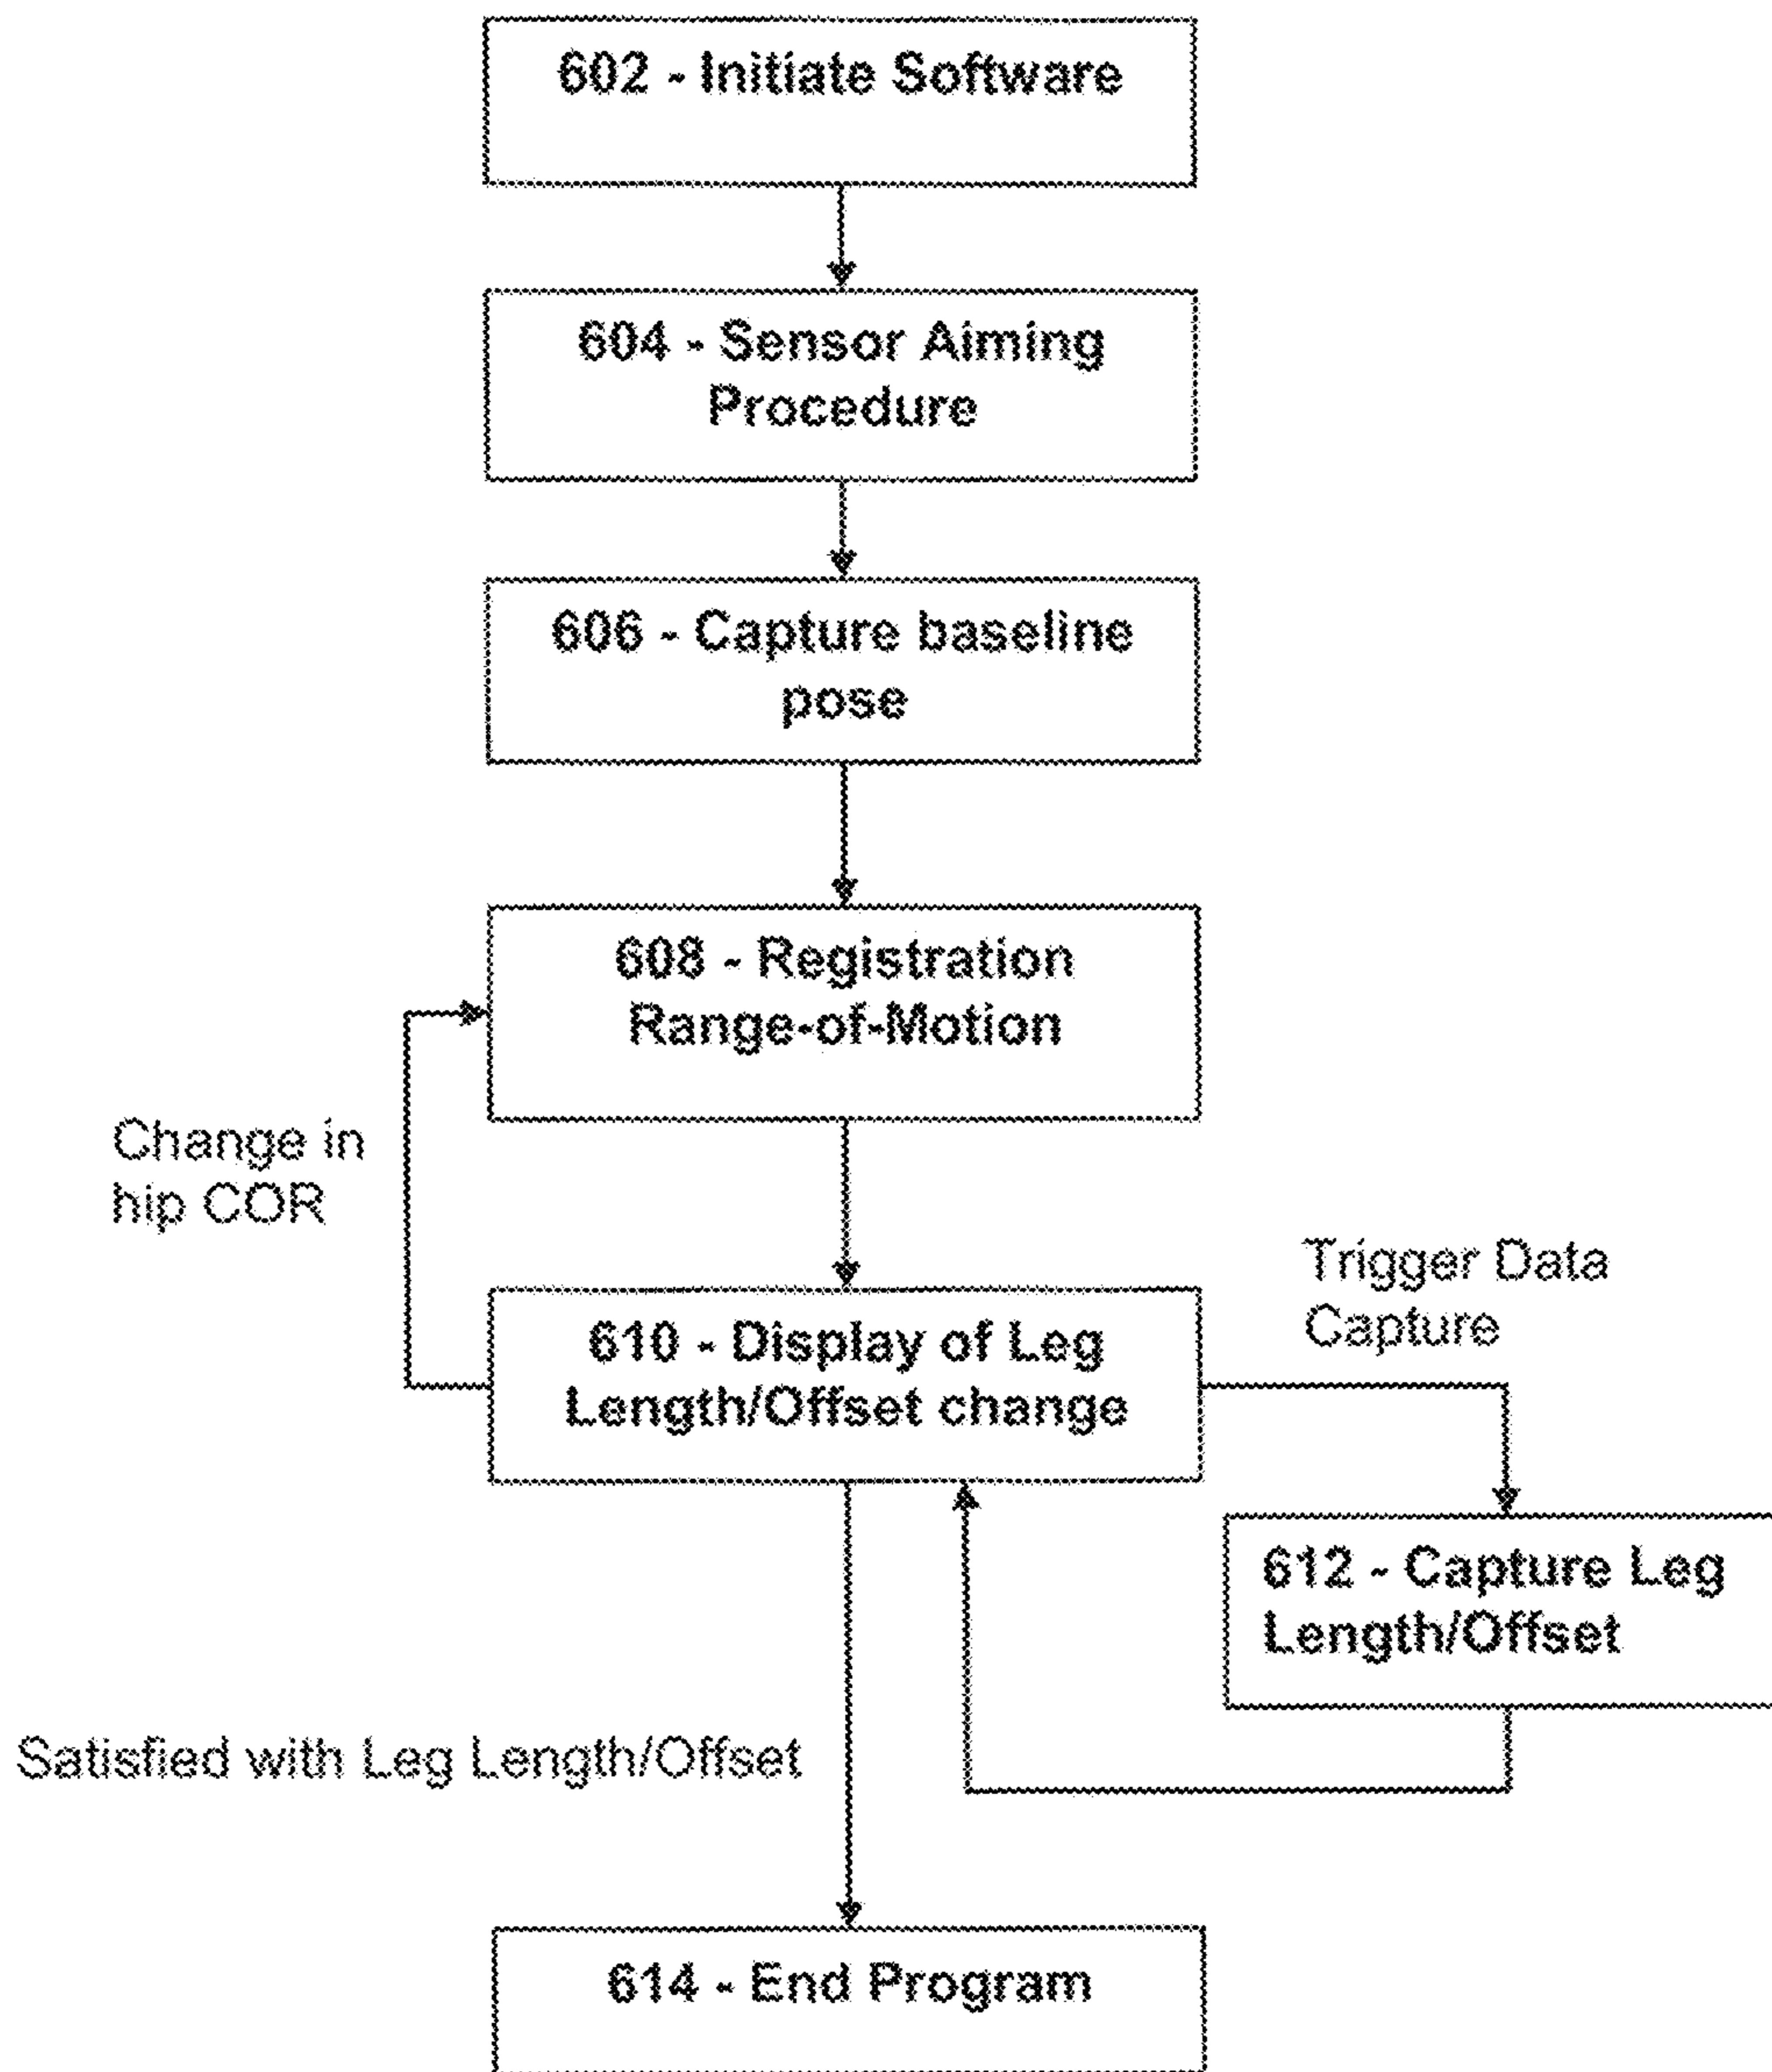 602 - Initiate Software
604 - Sensor Aiming
Procedure
606 - Capture baseline
pose
608 - Registration
Range-of-Motion
Change in
hip COR
Trigger Data
Capture
610 - Display of Leg
Length/Offset change
612 - Capture Leg
Length/Offset
Satisfied with Leg Length/Offset
614 - End Program